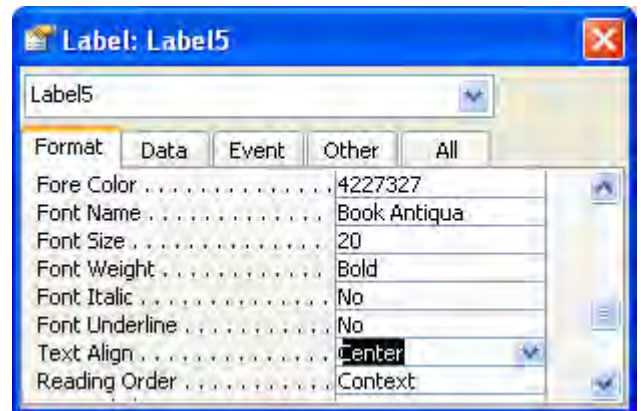 Label: Label5
Label5
Format Data Event Other All
Fore Color . . . . . . . . . . . . . . 4227327
Font Name . . . . . . . . . . . . . Book Antiqua
Font Size . . . . . . . . . . . . . . 20
Font Weight . . . . . . . . . . . . Bold
Font Italic . . . . . . . . . . . . . . No
Font Underline . . . . . . . . . . No
Text Align . . . . . . . . . . . . . . Center
Reading Order . . . . . . . . . . . Context